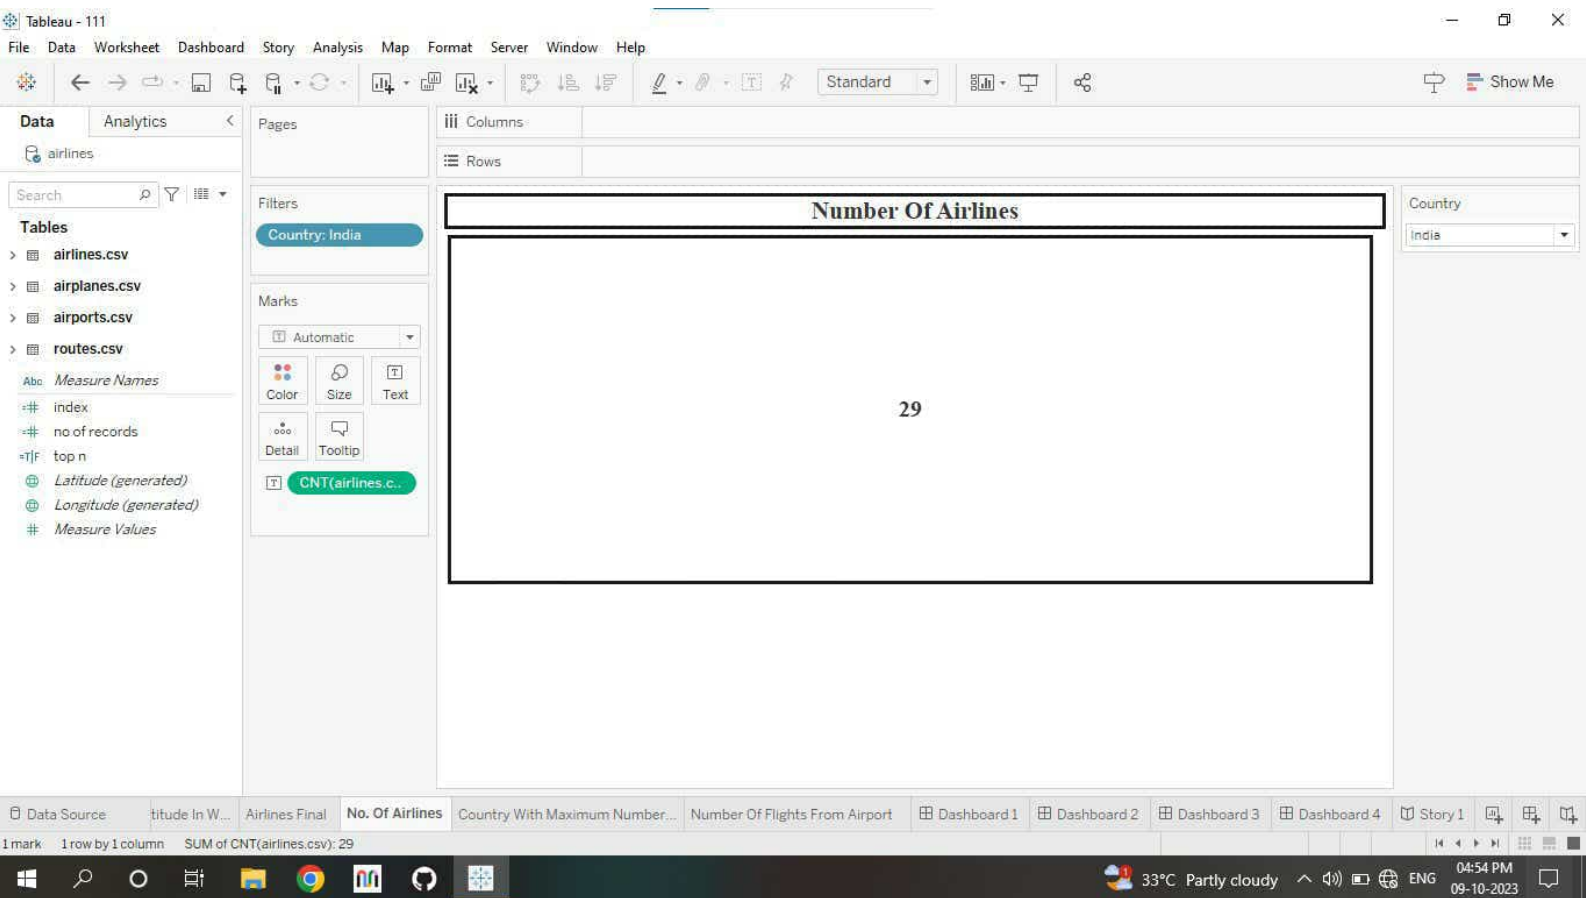 Tableau - 111
File Data Worksheet Dashboard Story Analysis Map Format Server Window Help
Standard
Show Me
Data Analytics
airlines
Search
Tables
airlines.csv
airplanes.csv
airports.csv
routes.csv
Abc Measure Names
=# index
=# no of records
=T|F top n
Latitude (generated)
Longitude (generated)
# Measure Values
Pages
Filters
Country: India
Marks
Automatic
Color Size Text
Detail Tooltip
CNT(airlines.c..
iii Columns
Rows
Number Of Airlines
29
Country
India
Data Source titude In W... Airlines Final No. Of Airlines Country With Maximum Number... Number Of Flights From Airport Dashboard 1 Dashboard 2 Dashboard 3 Dashboard 4 Story 1
1 mark 1 row by 1 column SUM of CNT(airlines.csv): 29
1 33°C Partly cloudy ENG 04:54 PM
09-10-2023